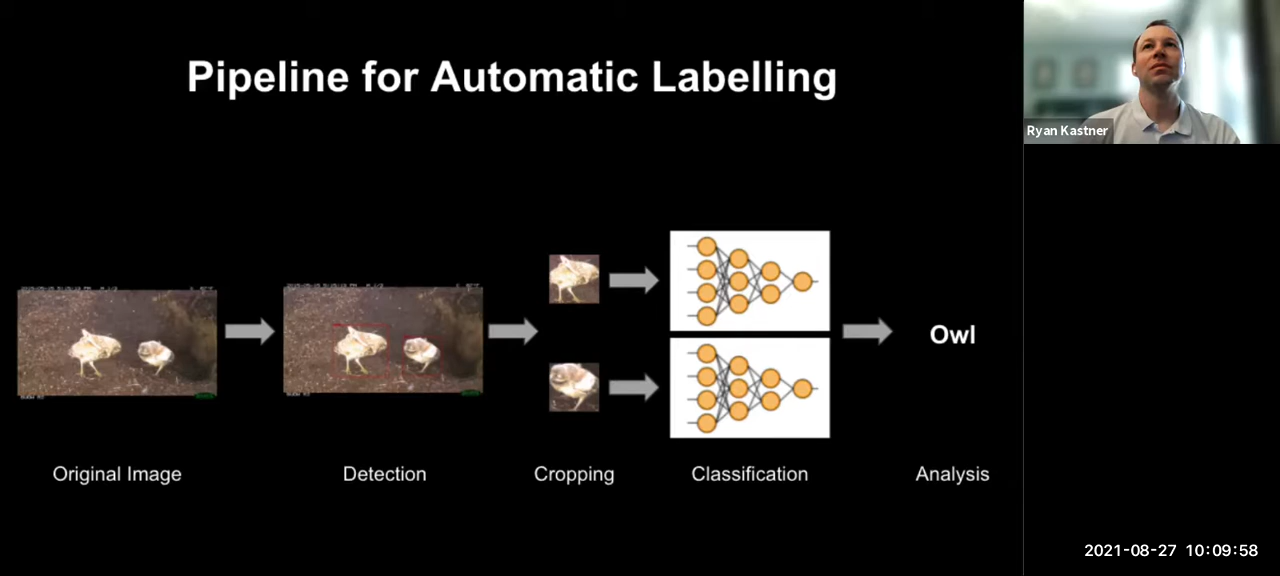 Pipeline for Automatic Labelling
Ryan Kastner
Owl
Original Image
Detection
Cropping
Classification
Analysis
2021-08-27 10:09:58